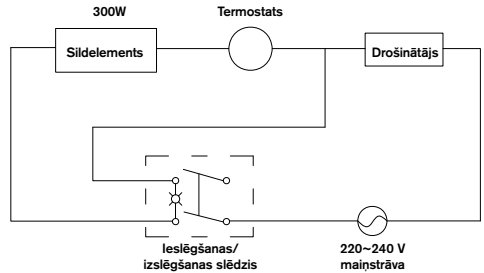 300W
Termostats
Sildelements
Drošinātājs
Ieslēgšanas/
izslēgšanas slēdzis
220~240 V
maiņstrāva